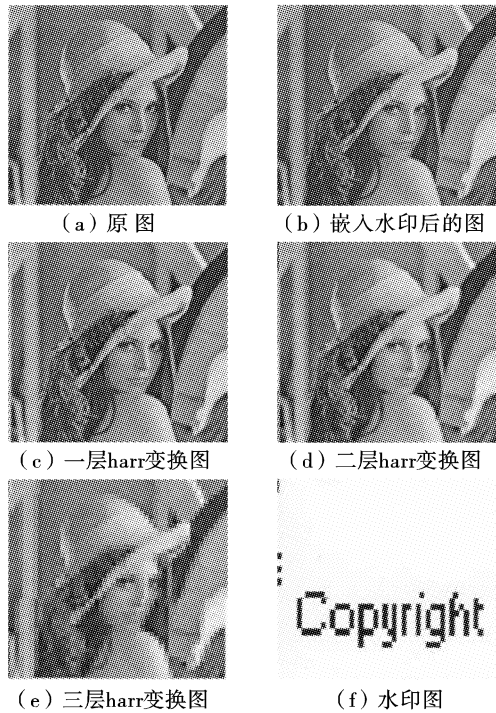 (a)原 图
(b)嵌入水印后的图
(c)一层harr变换图
(d)二层harr变换图
Copyright
(e)三层harr变换图
(f)水印图